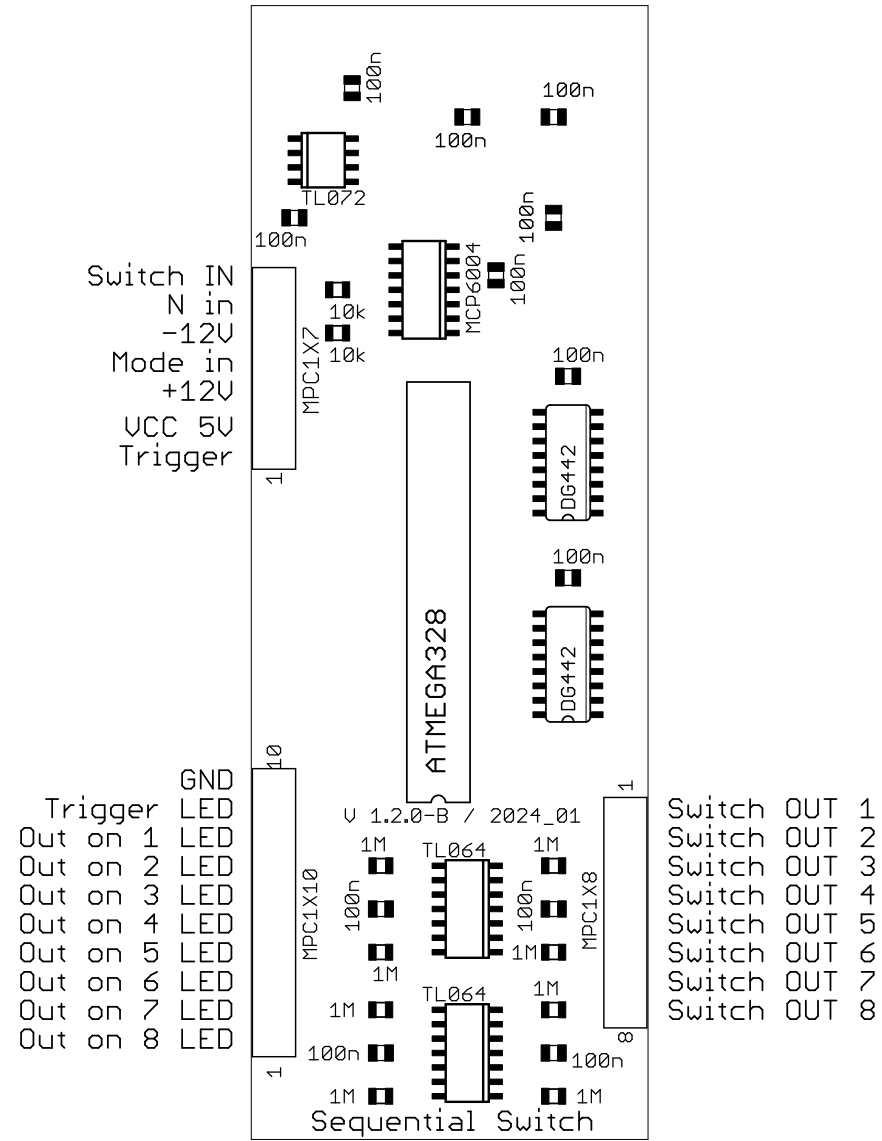 100n
100n
100n
TL072
100n
100n
Switch IN
N in
-12V
Mode in
+12V
VCC 5V
Trigger
MPC1X7
1
10k
10k
MCP6004
100n
100n
DG442
100n
DG442
ATMEGA328
10
GND
Trigger LED
Out on 1 LED
Out on 2 LED
Out on 3 LED
Out on 4 LED
Out on 5 LED
Out on 6 LED
Out on 7 LED
Out on 8 LED
MPC1X10
1
V 1.2.0-B / 2024_01
1M
TL064
1M
100n
100n
1M
1M
TL064
1M
1M
100n
100n
1M
1M
1
MPC1X8
8
Switch OUT 1
Switch OUT 2
Switch OUT 3
Switch OUT 4
Switch OUT 5
Switch OUT 6
Switch OUT 7
Switch OUT 8
Sequential Switch